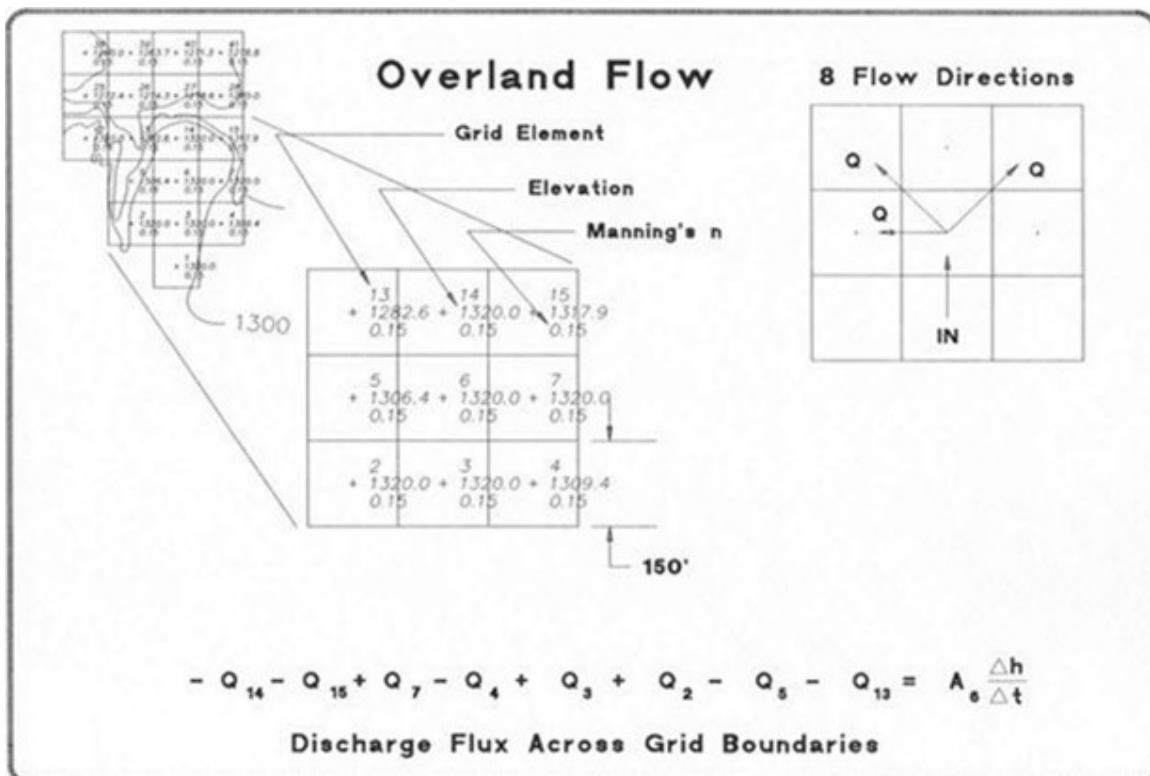 Overland Flow
8 Flow Directions
Grid Element
Elevation
Manning's n
1300
13 14 15
+ 1282.6 + 1320.0 + 1317.9
0.15 0.15 0.15
5 6 7
+ 1306.4 + 1320.0 + 1320.0
0.15 0.15 0.15
2 3 4
+ 1320.0 + 1320.0 + 1309.4
0.15 0.15 0.15
150'
Q Q
Q
IN
- Q14 - Q15 + Q7 - Q4 + Q3 + Q2 - Q5 - Q13 = A6 △h/△t
Discharge Flux Across Grid Boundaries